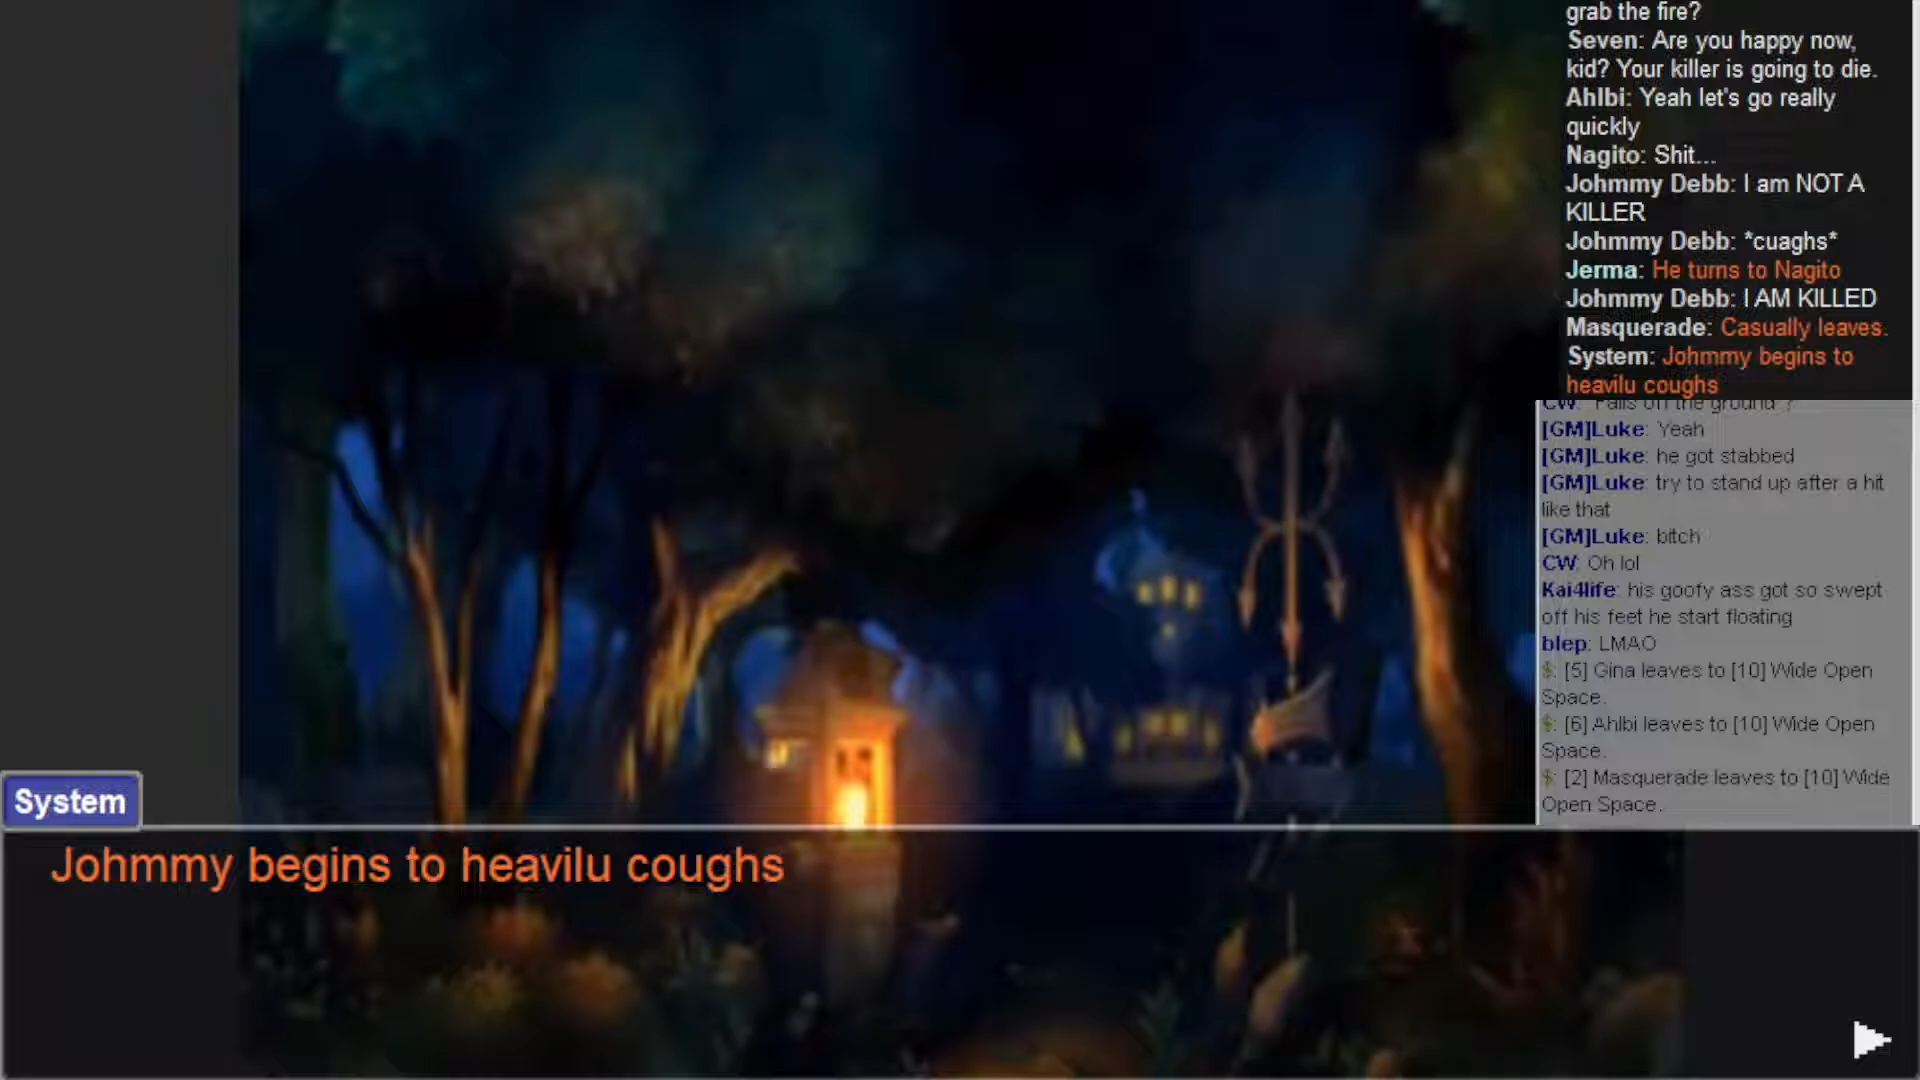 grab the fire?
Seven: Are you happy now,
kid? Your killer is going to die.
Ahlbi: Yeah let's go really
quickly
Nagito: Shit...
Johmmy Debb: I am NOT A
KILLER
Johmmy Debb: *cuaghs*
Jerma: He turns to Nagito
Johmmy Debb: I AM KILLED
Masquerade: Casually leaves.
System: Johmmy begins to
heavilu coughs
CW: *Falls on the ground*?
[GM]Luke: Yeah
[GM]Luke: he got stabbed
[GM]Luke: try to stand up after a hit
like that
[GM]Luke: bitch
CW: Oh lol
Kai4life: his goofy ass got so swept
off his feet he start floating
blep: LMAO
$: [5] Gina leaves to [10] Wide Open
Space.
$: [6] Ahlbi leaves to [10] Wide Open
Space.
$: [2] Masquerade leaves to [10] Wide
Open Space.
System
Johmmy begins to heavilu coughs